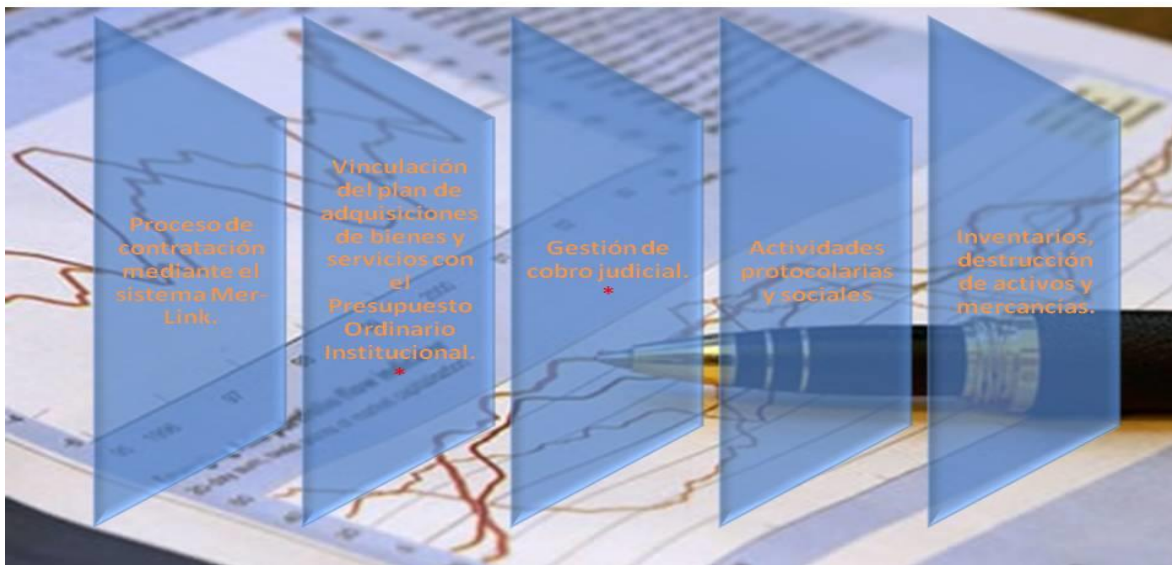 Proceso de
contratación
mediante el
sistema Mer-
Link.
Vinculación
del plan de
adquisiciones
de bienes y
servicios con
el
Presupuesto
Ordinario
Institucional.
*
Gestión de
cobro judicial.
*
Actividades
protocolarias
y sociales
Inventarios,
destrucción
de activos y
mercancías.